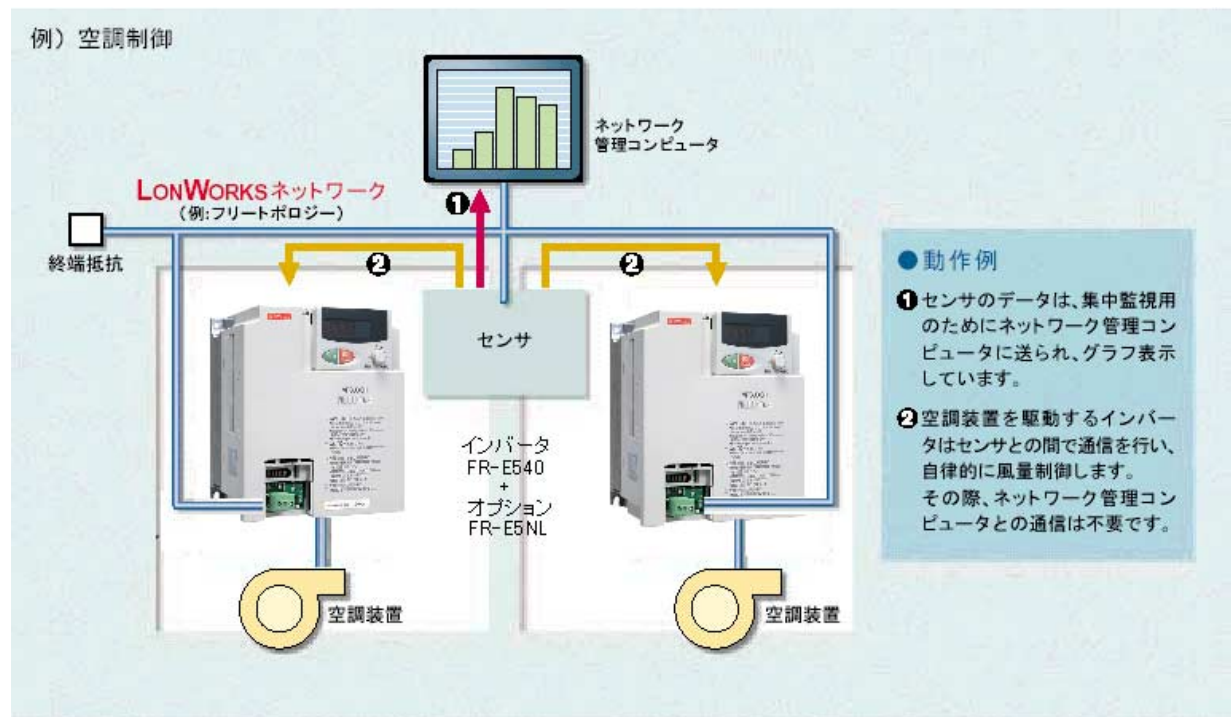 例）空調制御
ネットワーク
管理コンピュータ
LONWORKSネットワーク
（例:フリートポロジー）
❶
終端抵抗
❷
❷
センサ
インバータ
FR-E540
+
オプション
FR-E5NL
空調装置
空調装置
●動作例
❶センサのデータは、集中監視用
のためにネットワーク管理コン
ピュータに送られ、グラフ表示
しています。
❷空調装置を駆動するインバー
タはセンサとの間で通信を行い、
自律的に風量制御します。
その際、ネットワーク管理コン
ピュータとの通信は不要です。